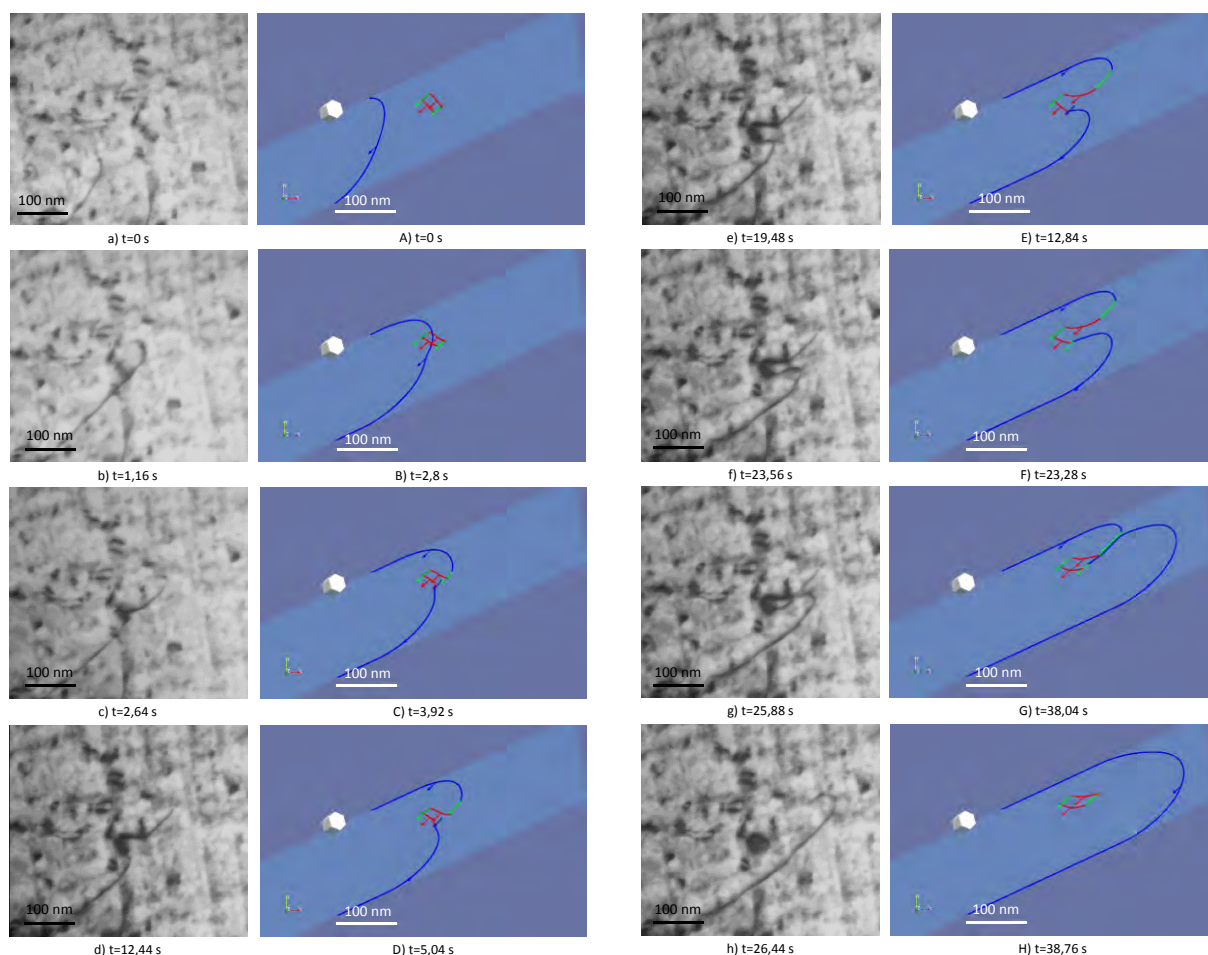 100 nm
100 nm
a) t=0 s
A) t=0 s
100 nm
100 nm
b) t=1,16 s
B) t=2,8 s
100 nm
100 nm
c) t=2,64 s
C) t=3,92 s
100 nm
100 nm
d) t=12,44 s
D) t=5,04 s
100 nm
100 nm
e) t=19,48 s
E) t=12,84 s
100 nm
100 nm
f) t=23,56 s
F) t=23,28 s
100 nm
100 nm
g) t=25,88 s
G) t=38,04 s
100 nm
100 nm
h) t=26,44 s
H) t=38,76 s